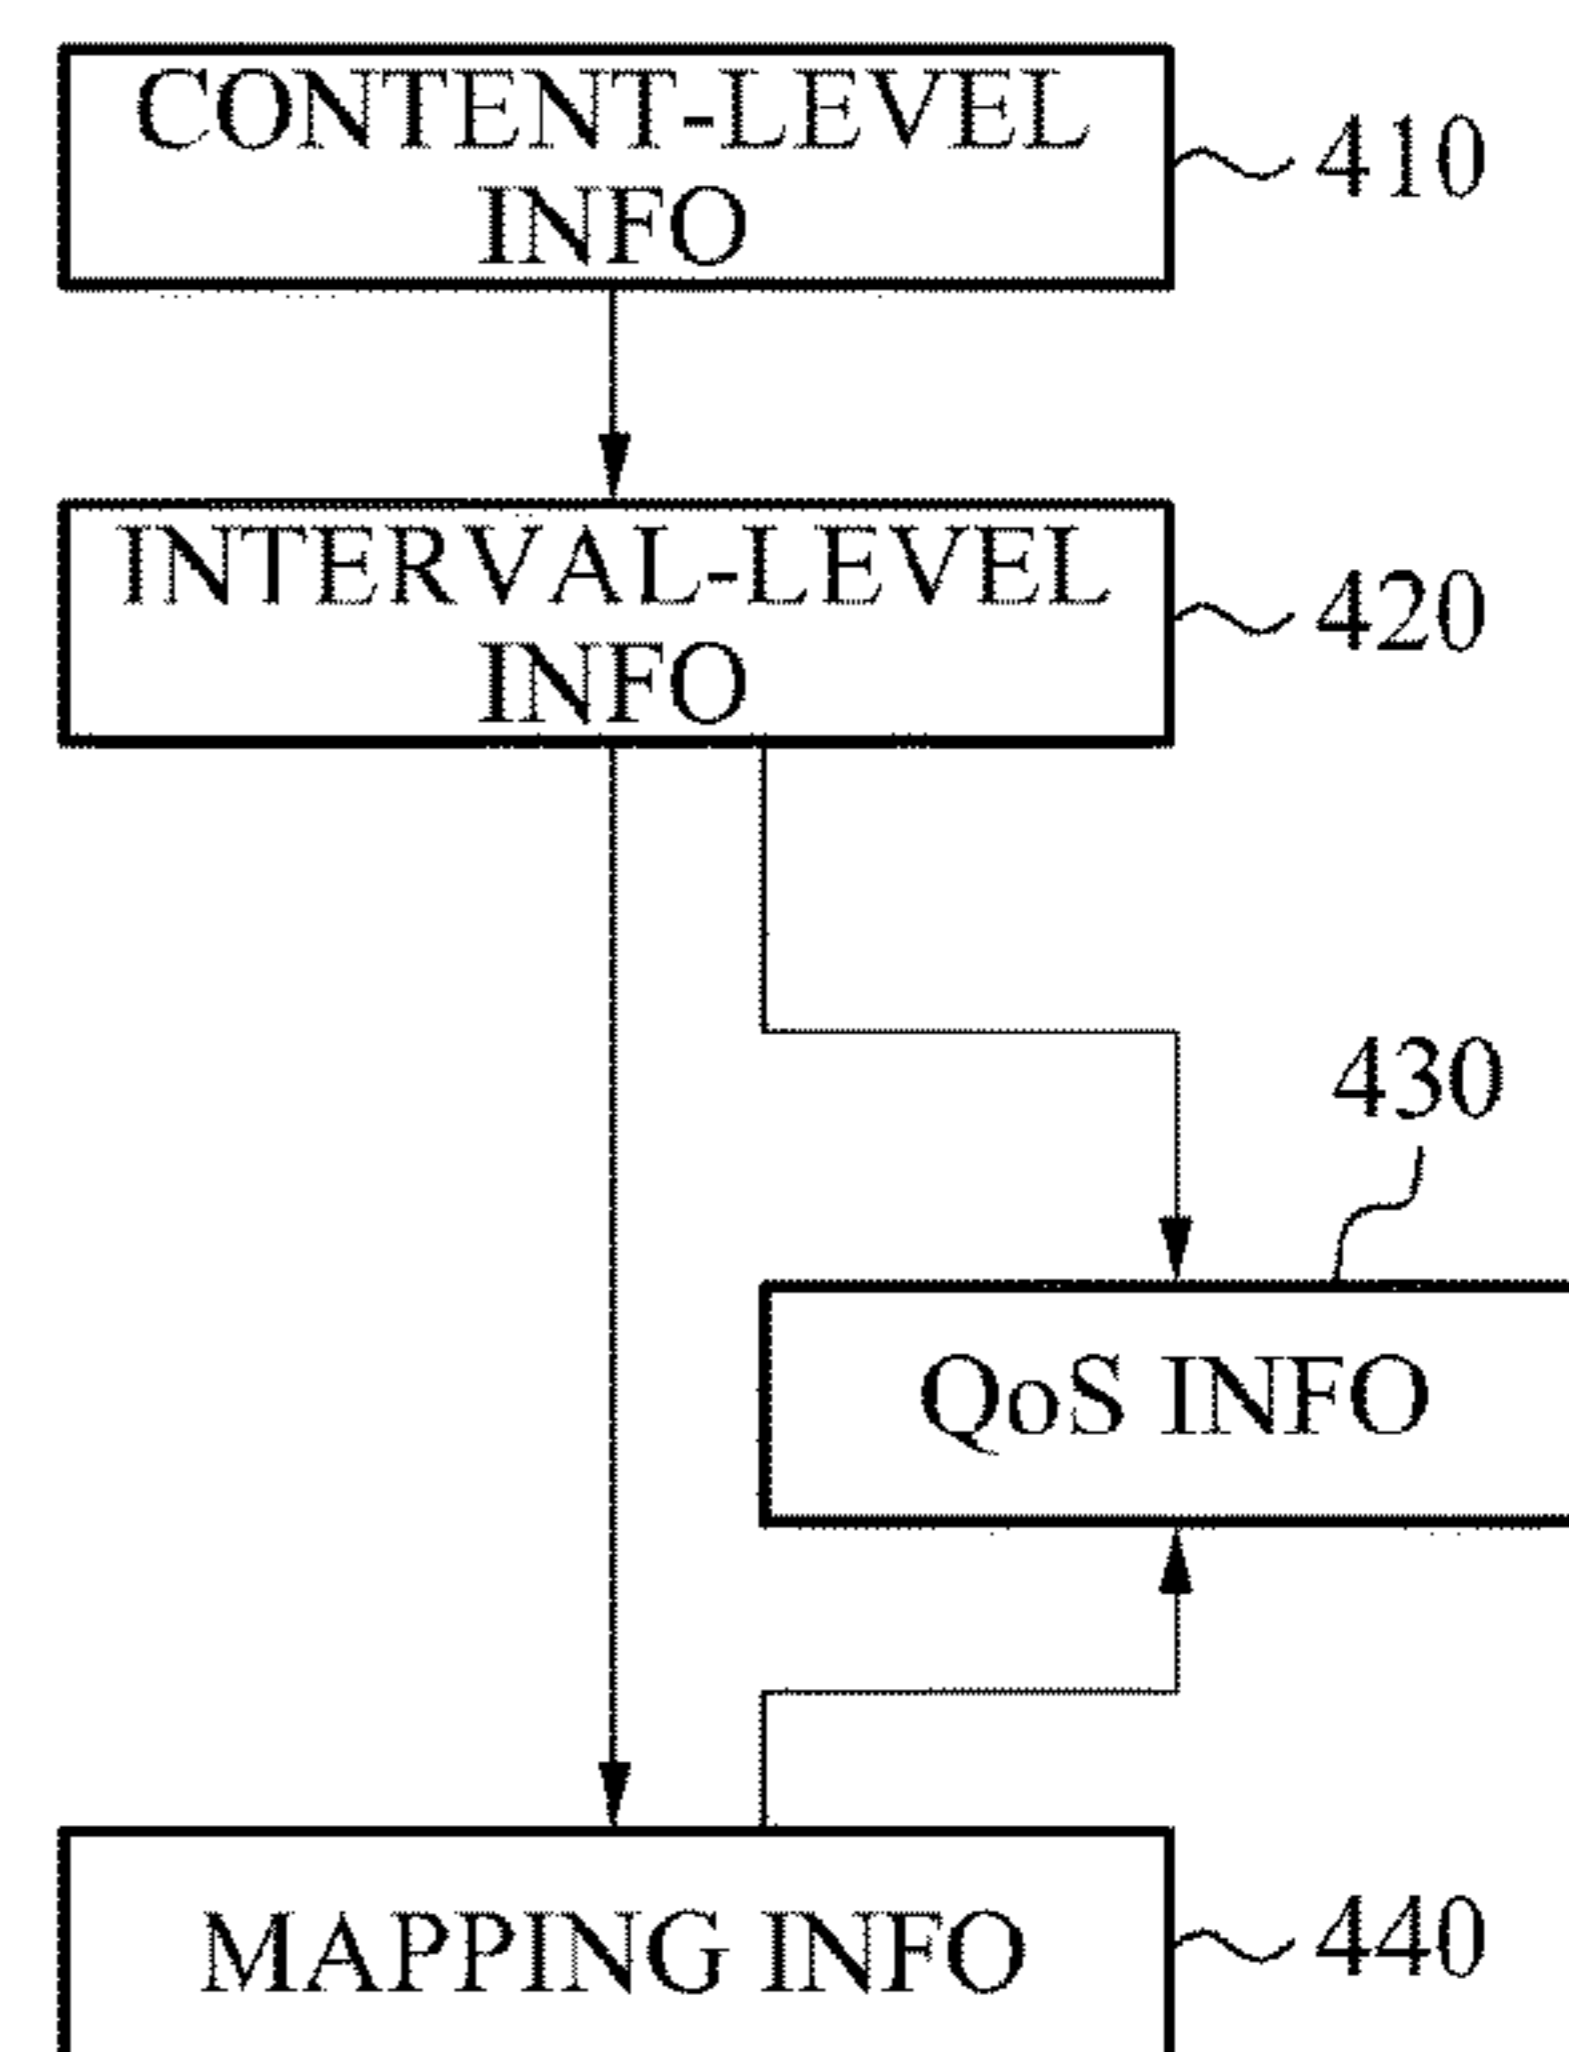 CONTENT-LEVEL
INFO
410
INTERVAL-LEVEL
INFO
420
430
QoS INFO
MAPPING INFO
440